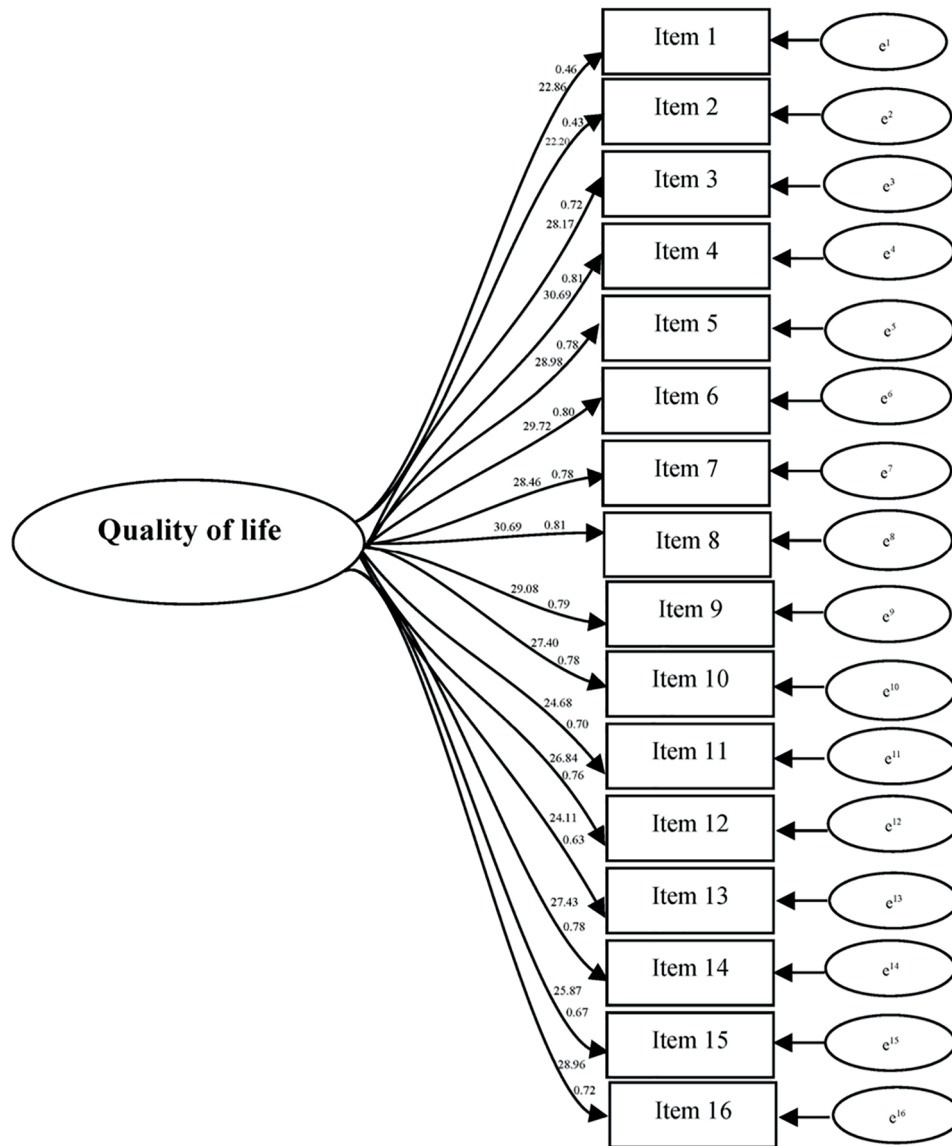 Item 1
e1
0.46
22.86
Item 2
e2
0.43
22.20
Item 3
e3
0.72
28.17
Item 4
e4
0.81
30.69
Item 5
e5
0.78
28.98
Item 6
e6
0.80
29.72
Item 7
e7
28.46 0.78
Quality of life
30.69 0.81
Item 8
e8
29.08
0.79
Item 9
e9
27.40
0.78
Item 10
e10
24.68
0.70
Item 11
e11
26.84
0.76
Item 12
e12
24.11
0.63
Item 13
e13
27.43
0.78
Item 14
e14
25.87
0.67
Item 15
e15
28.96
0.72
Item 16
e16